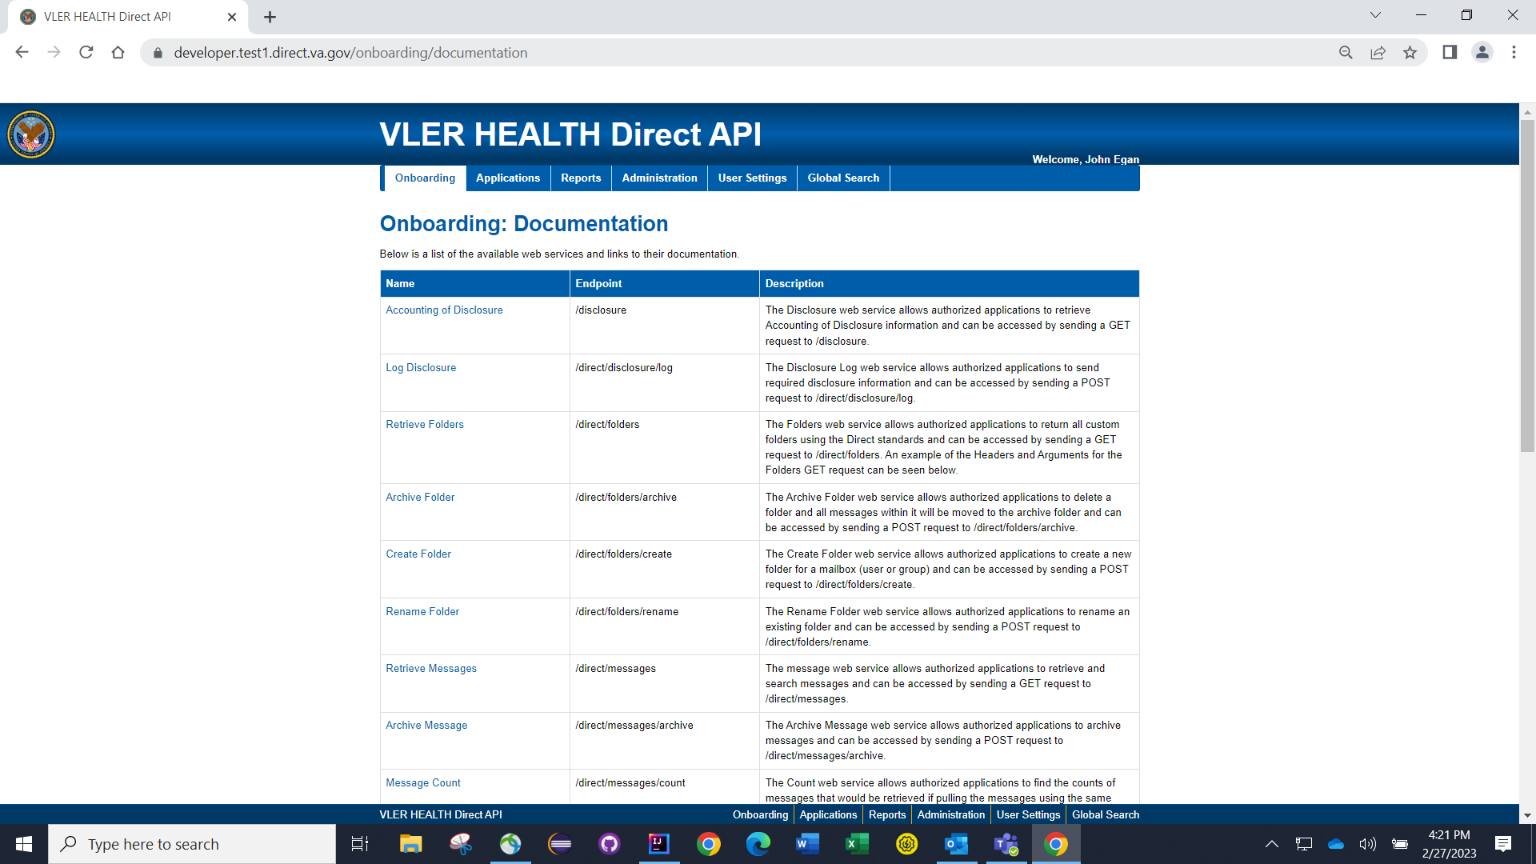 VLER HEALTH Direct API
developer.test1.direct.va.gov/onboarding/documentation
VLER HEALTH Direct API
Welcome, John Egan
Onboarding Applications Reports Administration User Settings Global Search
Onboarding: Documentation
Below is a list of the available web services and links to their documentation.
Name Endpoint Description
Accounting of Disclosure /disclosure The Disclosure web service allows authorized applications to retrieve
Accounting of Disclosure information and can be accessed by sending a GET
request to /disclosure.
Log Disclosure /direct/disclosure/log The Disclosure Log web service allows authorized applications to send
required disclosure information and can be accessed by sending a POST
request to /direct/disclosure/log.
Retrieve Folders /direct/folders The Folders web service allows authorized applications to return all custom
folders using the Direct standards and can be accessed by sending a GET
request to /direct/folders. An example of the Headers and Arguments for the
Folders GET request can be seen below.
Archive Folder /direct/folders/archive The Archive Folder web service allows authorized applications to delete a
folder and all messages within it will be moved to the archive folder and can
be accessed by sending a POST request to /direct/folders/archive.
Create Folder /direct/folders/create The Create Folder web service allows authorized applications to create a new
folder for a mailbox (user or group) and can be accessed by sending a POST
request to /direct/folders/create.
Rename Folder /direct/folders/rename The Rename Folder web service allows authorized applications to rename an
existing folder and can be accessed by sending a POST request to
/direct/folders/rename.
Retrieve Messages /direct/messages The message web service allows authorized applications to retrieve and
search messages and can be accessed by sending a GET request to
/direct/messages.
Archive Message /direct/messages/archive The Archive Message web service allows authorized applications to archive
messages and can be accessed by sending a POST request to
/direct/messages/archive.
Message Count /direct/messages/count The Count web service allows authorized applications to find the counts of
messages that would be retrieved if pulling the messages using the same
VLER HEALTH Direct API Onboarding Applications Reports Administration User Settings Global Search
Type here to search
4:21 PM
2/27/2023